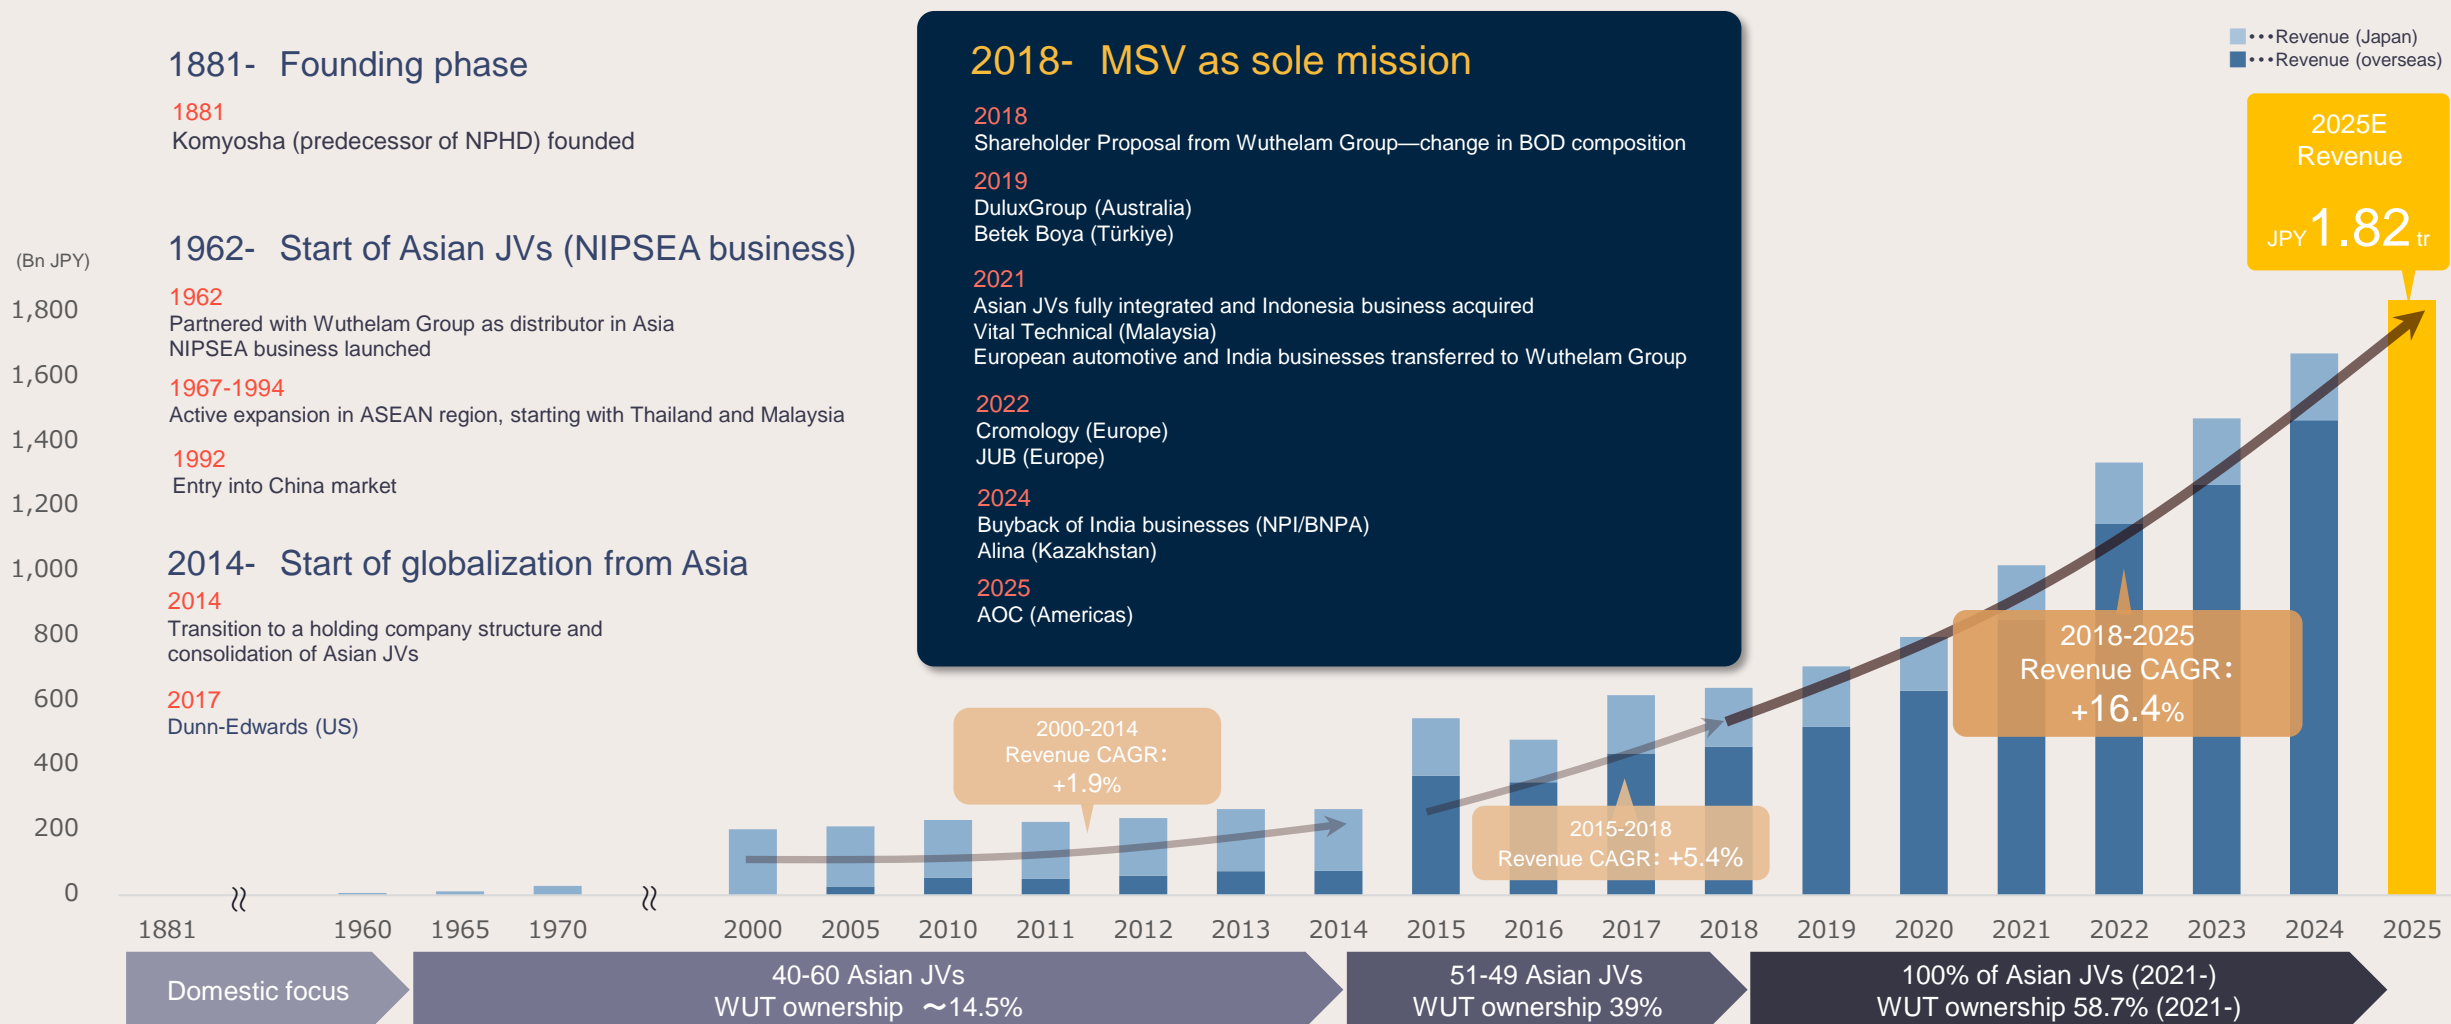 1881- Founding phase
1881
Komyosha (predecessor of NPHD) founded
1962- Start of Asian JVs (NIPSEA business)
1962
Partnered with Wuthelam Group as distributor in Asia
NIPSEA business launched
1967-1994
Active expansion in ASEAN region, starting with Thailand and Malaysia
1992
Entry into China market
2014- Start of globalization from Asia
2014
Transition to a holding company structure and
consolidation of Asian JVs
2017
Dunn-Edwards (US)
2018- MSV as sole mission
2018
Shareholder Proposal from Wuthelam Group—change in BOD composition
2019
DuluxGroup (Australia)
Betek Boya (Türkiye)
2021
Asian JVs fully integrated and Indonesia business acquired
Vital Technical (Malaysia)
European automotive and India businesses transferred to Wuthelam Group
2022
Cromology (Europe)
JUB (Europe)
2024
Buyback of India businesses (NPI/BNPA)
Alina (Kazakhstan)
2025
AOC (Americas)
•••Revenue (Japan)
•••Revenue (overseas)
2025E
Revenue
JPY 1.82 tr
(Bn JPY)
1,800
1,600
1,400
1,200
1,000
800
600
400
200
0
2000-2014
Revenue CAGR:
+1.9%
2015-2018
Revenue CAGR: +5.4%
2018-2025
Revenue CAGR:
+16.4%
1881 1960 1965 1970 2000 2005 2010 2011 2012 2013 2014 2015 2016 2017 2018 2019 2020 2021 2022 2023 2024 2025
Domestic focus
40-60 Asian JVs
WUT ownership ～14.5%
51-49 Asian JVs
WUT ownership 39%
100% of Asian JVs (2021-)
WUT ownership 58.7% (2021-)